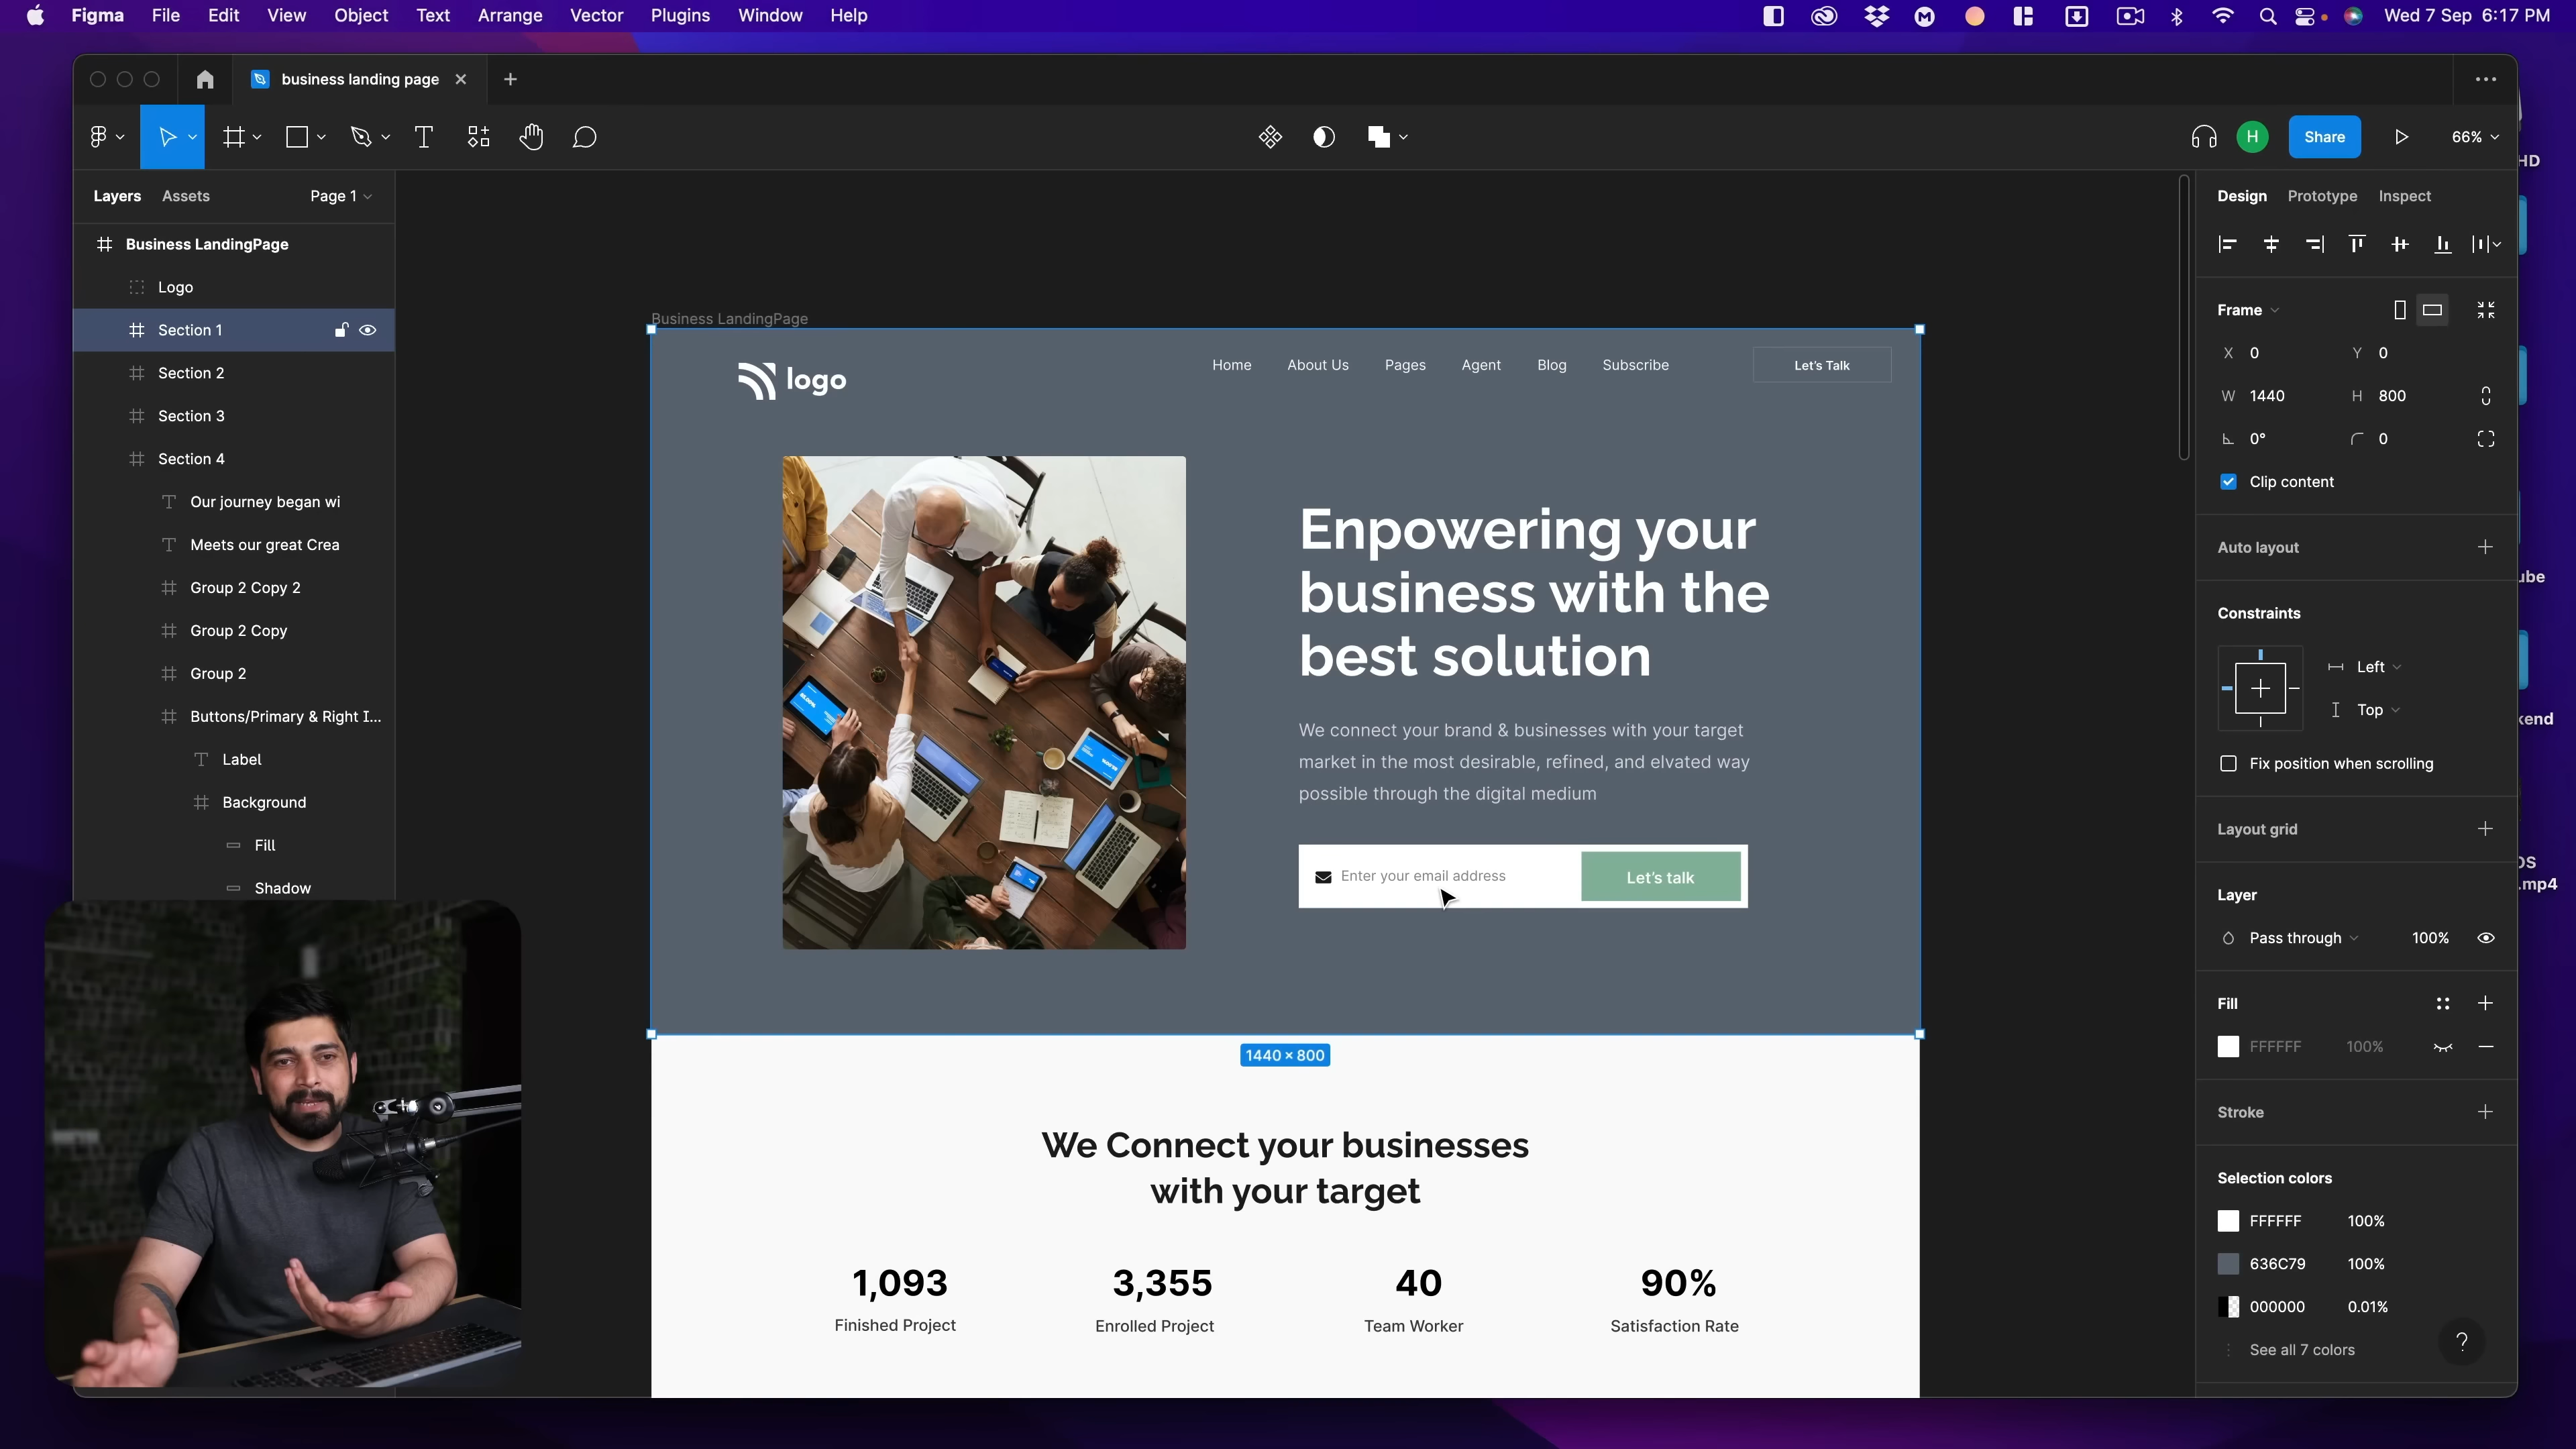 Figma File Edit View Object Text Arrange Vector Plugins Window Help
Wed 7 Sep 6:17 PM
business landing page
H
Share
66%
Layers Assets Page 1
Business LandingPage
Logo
Section 1
Section 2
Section 3
Section 4
Our journey began wi
Meets our great Crea
Group 2 Copy 2
Group 2 Copy
Group 2
Buttons/Primary & Right I...
Label
Background
Fill
Shadow
Business LandingPage
logo
Home About Us Pages Agent Blog Subscribe
Let's Talk
Enpowering your
business with the
best solution
We connect your brand & businesses with your target
market in the most desirable, refined, and elvated way
possible through the digital medium
Enter your email address
Let's talk
1440 × 800
We Connect your businesses
with your target
1,093 3,355 40 90%
Finished Project Enrolled Project Team Worker Satisfaction Rate
Design Prototype Inspect
Frame
X 0 Y 0
W 1440 H 800
0° 0
Clip content
Auto layout
Constraints
Left
Top
Fix position when scrolling
Layout grid
Layer
Pass through 100%
Fill
FFFFFF 100%
Stroke
Selection colors
FFFFFF 100%
636C79 100%
000000 0.01%
See all 7 colors
?
HD
.mp4